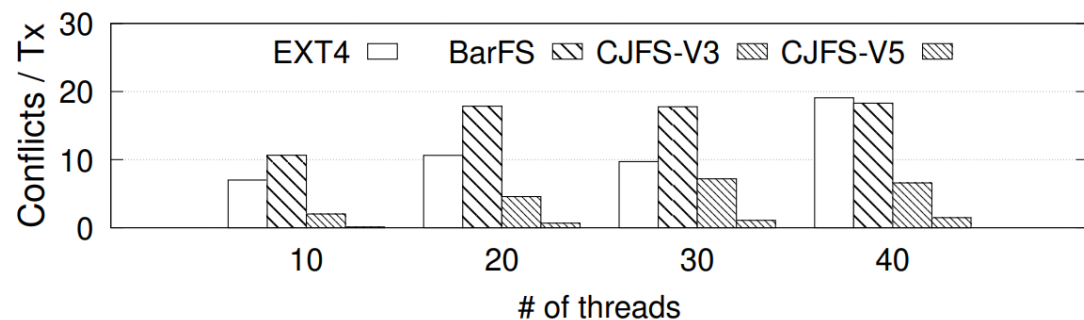 Conflicts / Tx
30
20
10
0
EXT4 BarFS CJFS-V3 CJFS-V5
10 20 30 40
# of threads